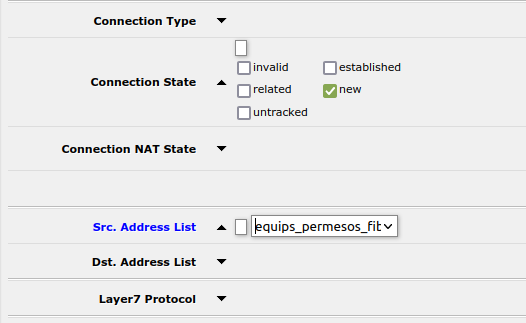 Connection Type
Connection State
invalid established
related new
untracked
Connection NAT State
Src. Address List equips_permesos_fit
Dst. Address List
Layer7 Protocol